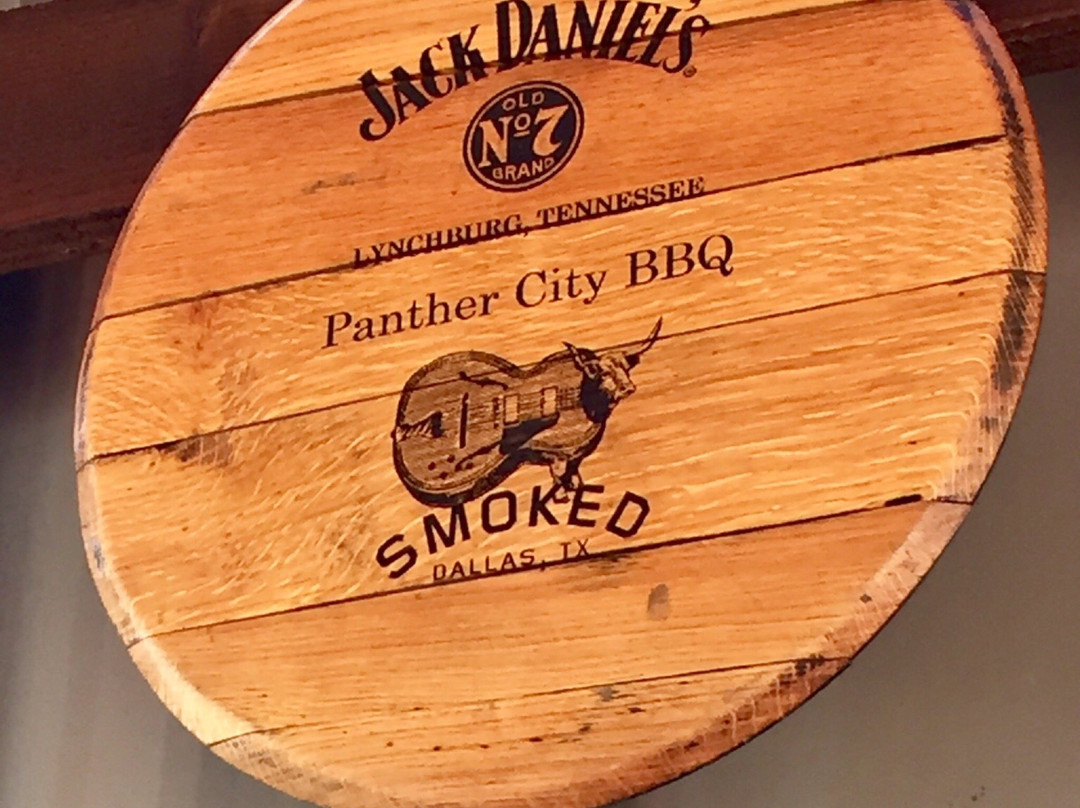 JACK DANIEL'S
OLD
No7
BRAND
LYNCHBURG, TENNESSEE
Panther City BBQ
SMOKED
DALLAS, TX